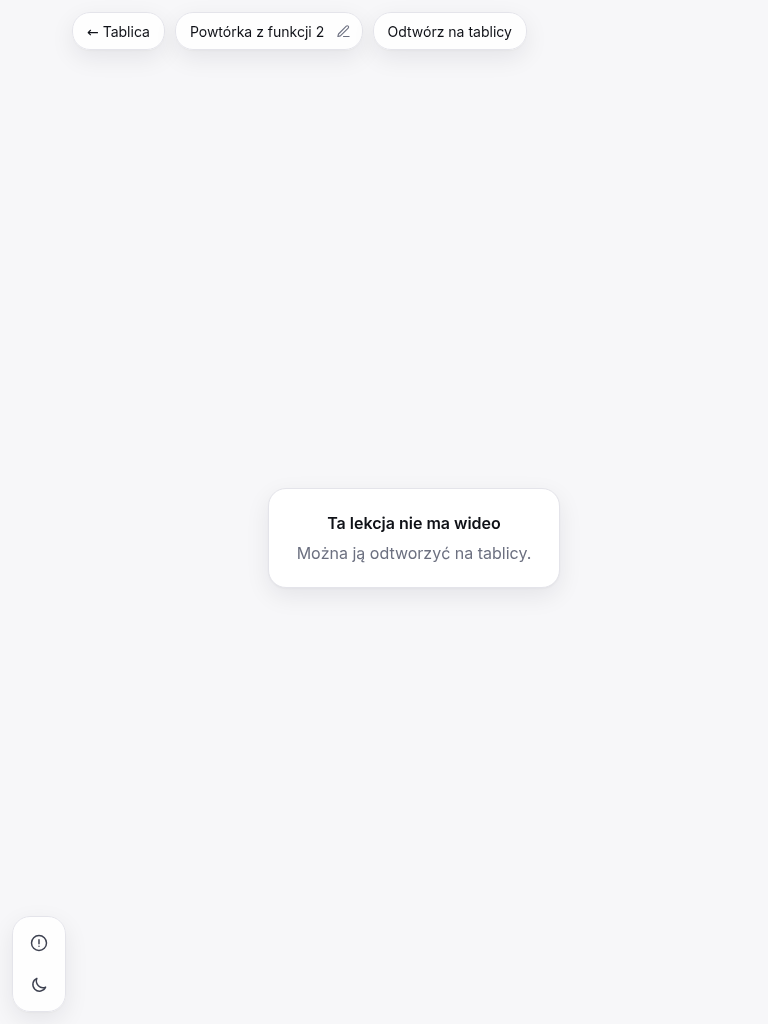 ← Tablica
Powtórka z funkcji 2
Odtwórz na tablicy
Ta lekcja nie ma wideo
Można ją odtworzyć na tablicy.